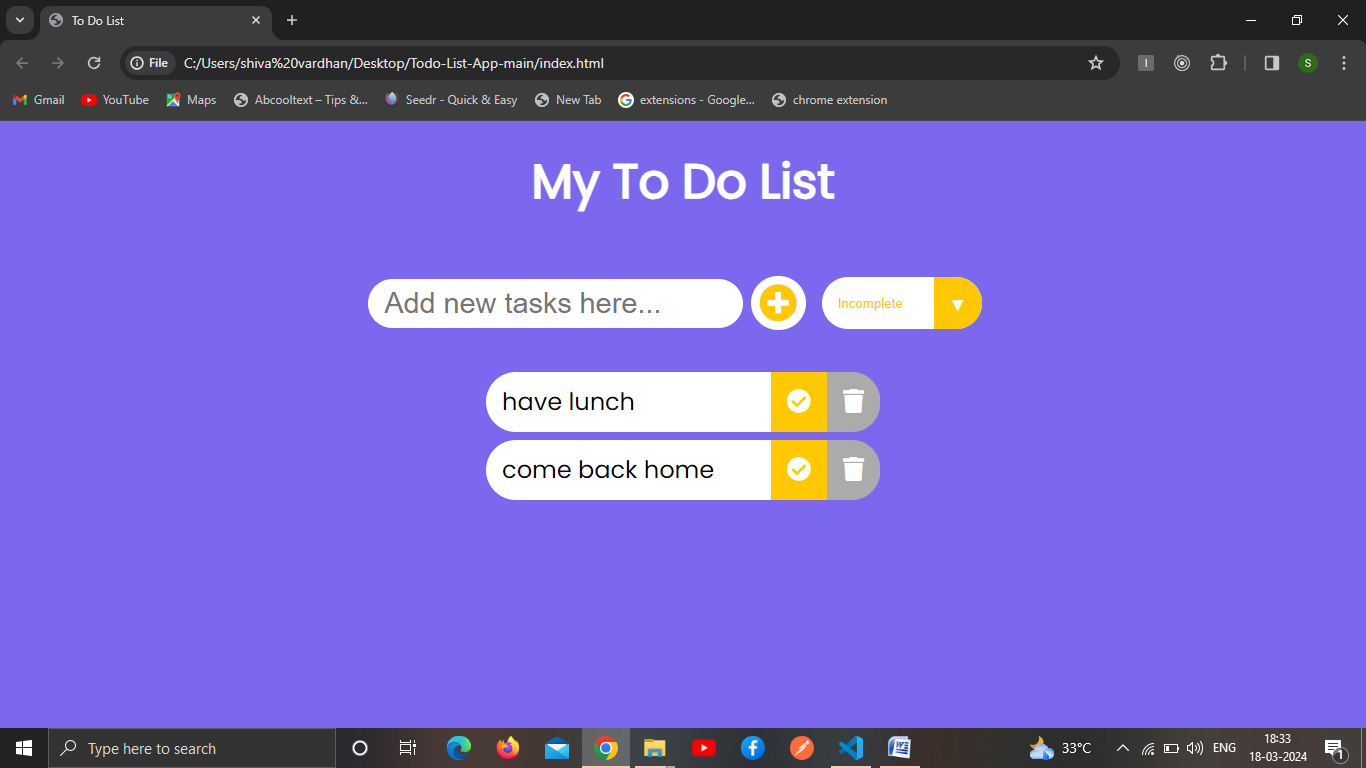 To Do List
File
C:/Users/shiva%20vardhan/Desktop/Todo-List-App-main/index.html
I
S
Gmail
YouTube
Maps
Abcooltext – Tips &...
Seedr - Quick & Easy
New Tab
extensions - Google...
chrome extension
My To Do List
Add new tasks here...
Incomplete
have lunch
come back home
Type here to search
33°C
ENG
18:33
18-03-2024
1